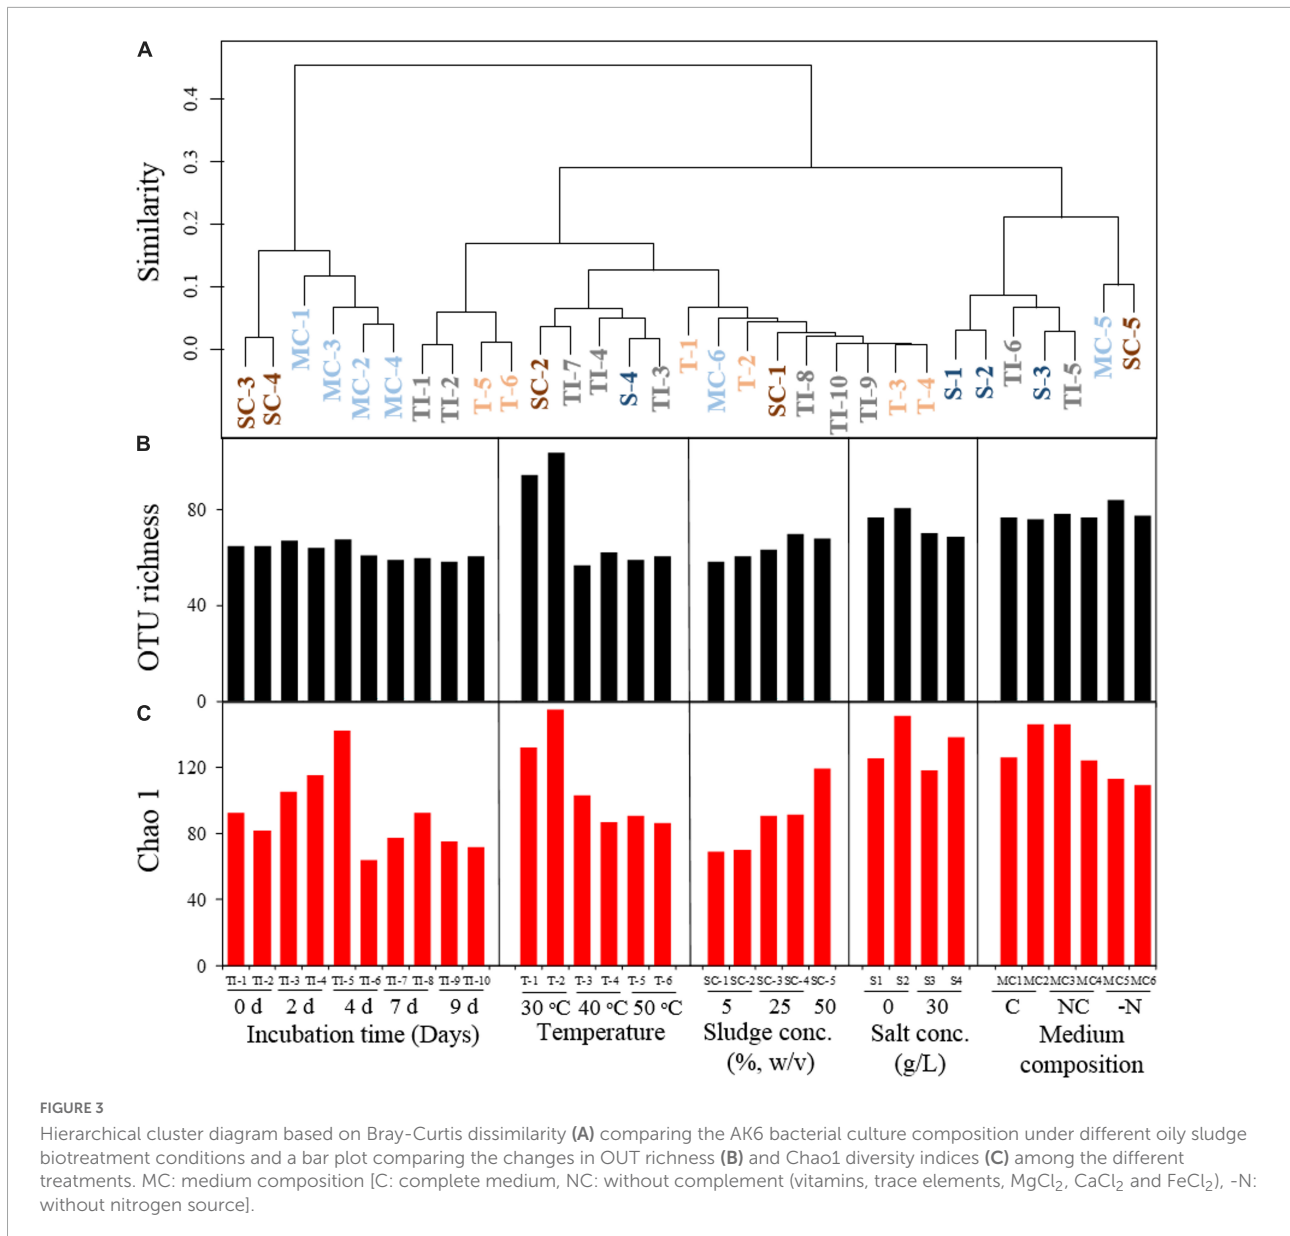 A
Similarity
0.4
0.3
0.2
0.1
0.0
SC-3
SC-4
MC-1
MC-3
MC-2
MC-4
TI-1
TI-2
T-5
T-6
SC-2
TI-7
TI-4
S-4
TI-3
T-1
MC-6
T-2
SC-1
TI-8
TI-10
TI-9
T-3
T-4
S-1
S-2
TI-6
S-3
TI-5
MC-5
SC-5
B
OTU richness
80
40
0
C
Chao 1
120
80
40
0
TI-1 TI-2 TI-3 TI-4 TI-5 TI-6 TI-7 TI-8 TI-9 TI-10 T-1 T-2 T-3 T-4 T-5 T-6 SC-1 SC-2 SC-3 SC-4 SC-5 S1 S2 S3 S4 MC1 MC2 MC3 MC4 MC5 MC6
0 d 2 d 4 d 7 d 9 d 30 °C 40 °C 50 °C 5 25 50 0 30 C NC -N
Incubation time (Days) Temperature Sludge conc. Salt conc. Medium
(%, w/v) (g/L) composition
FIGURE 3
Hierarchical cluster diagram based on Bray-Curtis dissimilarity (A) comparing the AK6 bacterial culture composition under different oily sludge
biotreatment conditions and a bar plot comparing the changes in OUT richness (B) and Chao1 diversity indices (C) among the different
treatments. MC: medium composition [C: complete medium, NC: without complement (vitamins, trace elements, MgCl₂, CaCl₂ and FeCl₂), -N:
without nitrogen source].